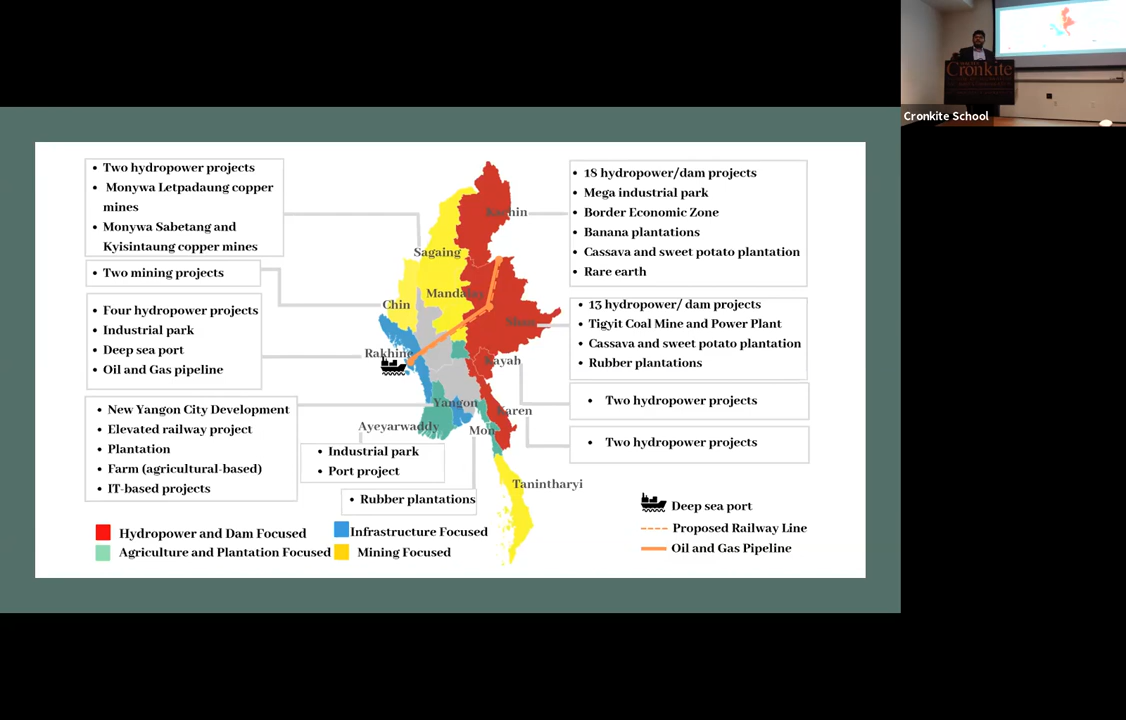 Cronkite
Cronkite School
• Two hydropower projects
• Monywa Letpadaung copper
mines
• Monywa Sabetang and
Kyisintaung copper mines
• Two mining projects
• Four hydropower projects
• Industrial park
• Deep sea port
• Oil and Gas pipeline
• New Yangon City Development
• Elevated railway project
• Plantation
• Farm (agricultural-based)
• IT-based projects
• Industrial park
• Port project
• Rubber plantations
Kachin
Sagaing
Mandalay
Chin
Shan
Rakhine
Kayah
Yangon
Karen
Ayeyarwaddy
Mon
Tanintharyi
• 18 hydropower/dam projects
• Mega industrial park
• Border Economic Zone
• Banana plantations
• Cassava and sweet potato plantation
• Rare earth
• 13 hydropower/ dam projects
• Tigyit Coal Mine and Power Plant
• Cassava and sweet potato plantation
• Rubber plantations
• Two hydropower projects
• Two hydropower projects
Hydropower and Dam Focused
Infrastructure Focused
Agriculture and Plantation Focused
Mining Focused
Deep sea port
Proposed Railway Line
Oil and Gas Pipeline